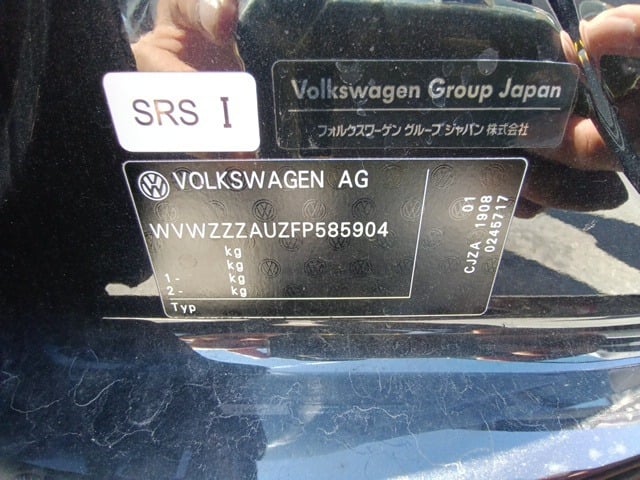 SRS I
Volkswagen Group Japan
フォルクスワーゲン グループ ジャパン 株式会社
VOLKSWAGEN AG
WVWZZZAUZFP585904
kg
kg
1- kg
2- kg
Typ
01
CJZA 1908
0245717